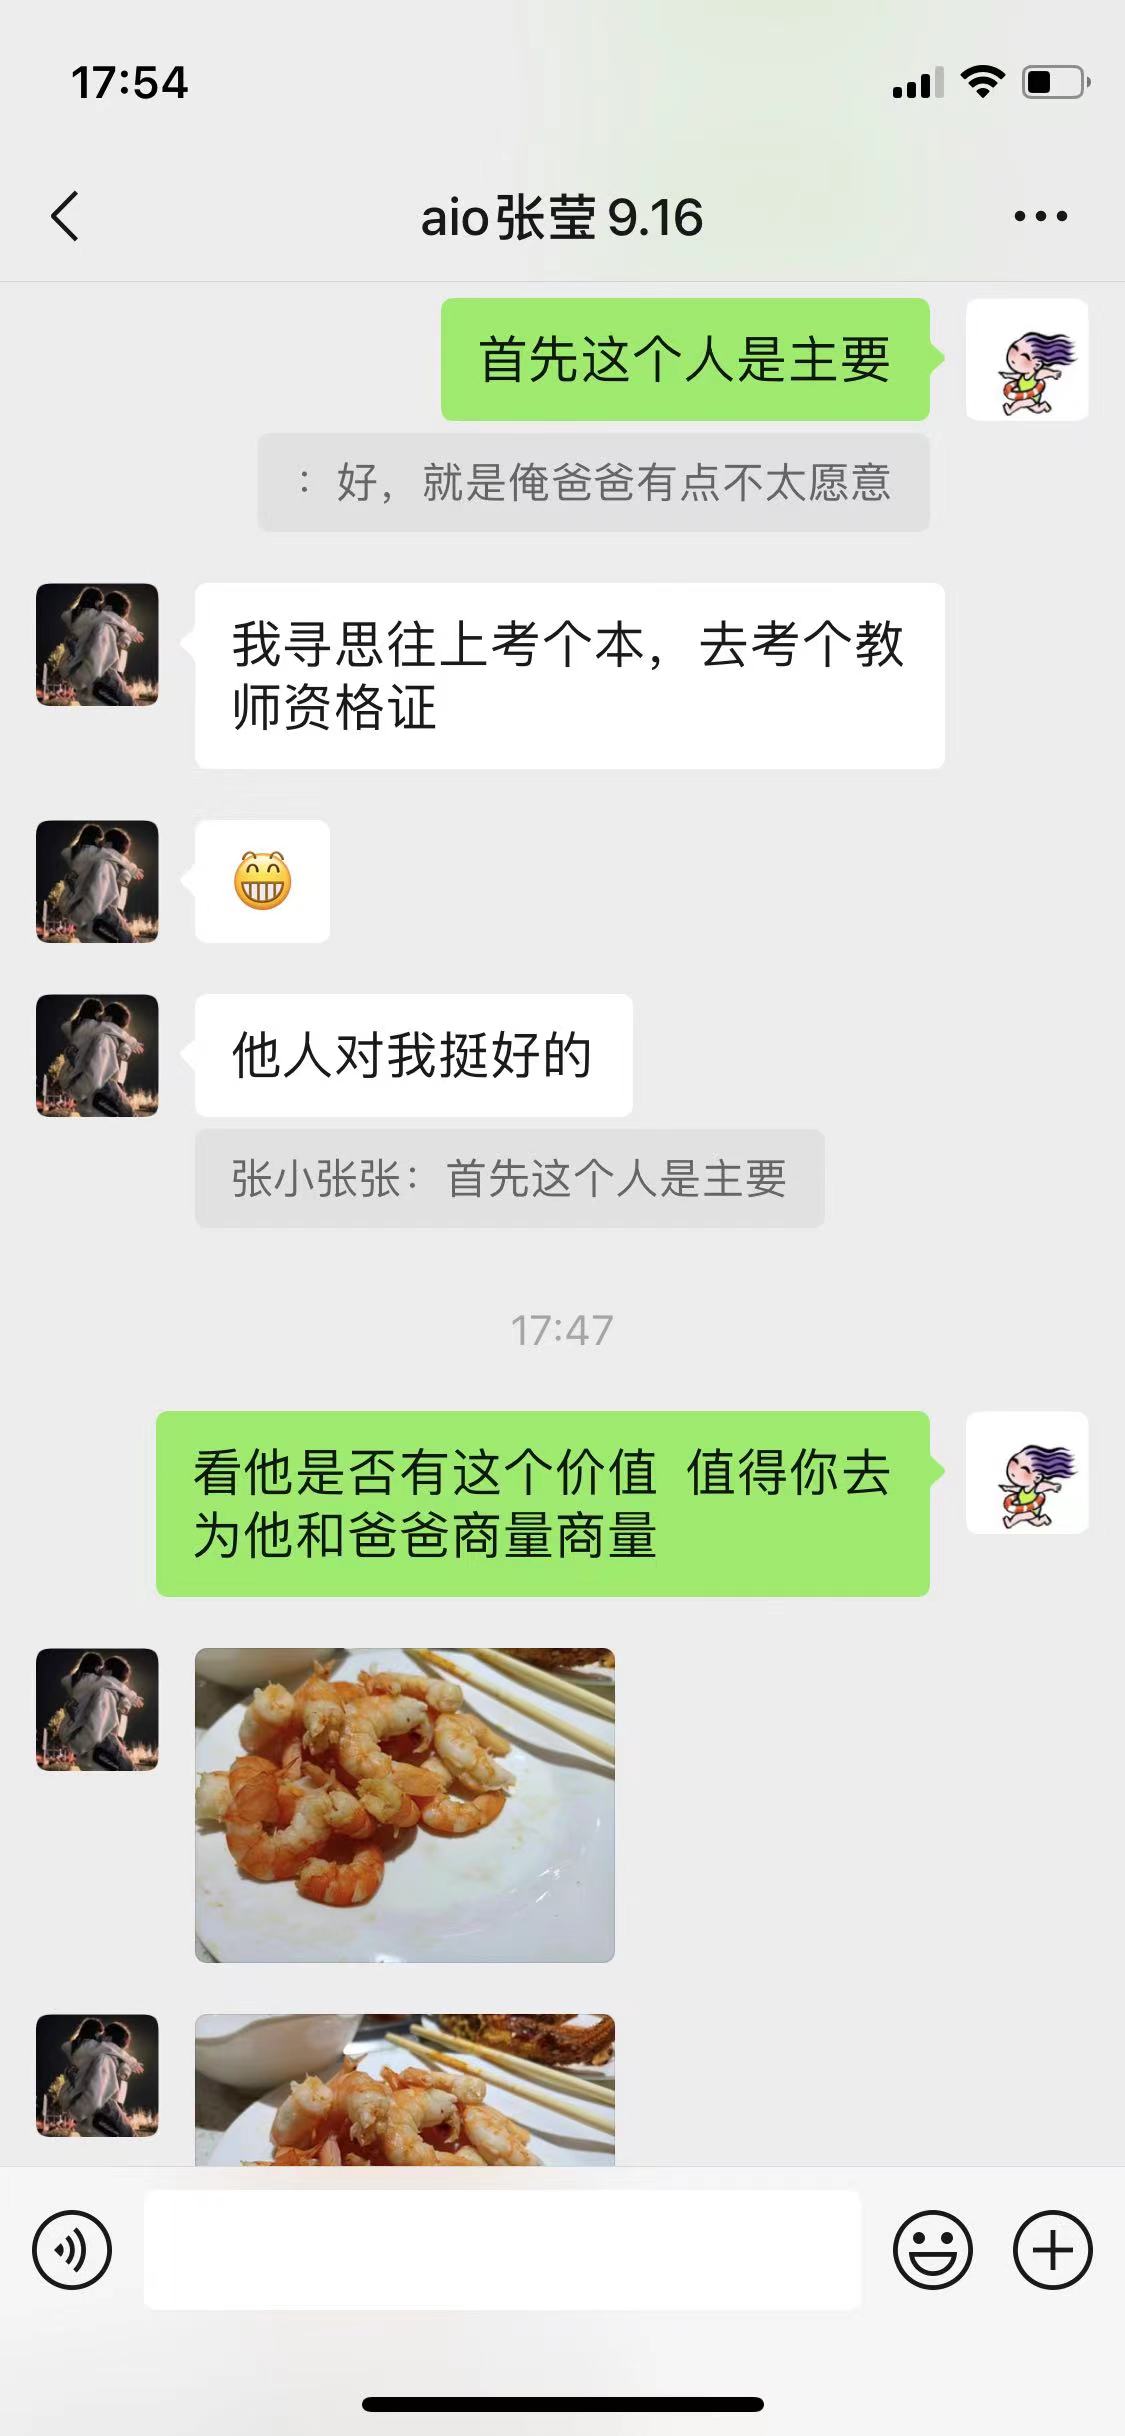 17:54
aio张莹9.16
首先这个人是主要
：好，就是俺爸爸有点不太愿意
我寻思往上考个本，去考个教
师资格证
他人对我挺好的
张小张张：首先这个人是主要
17:47
看他是否有这个价值 值得你去
为他和爸爸商量商量